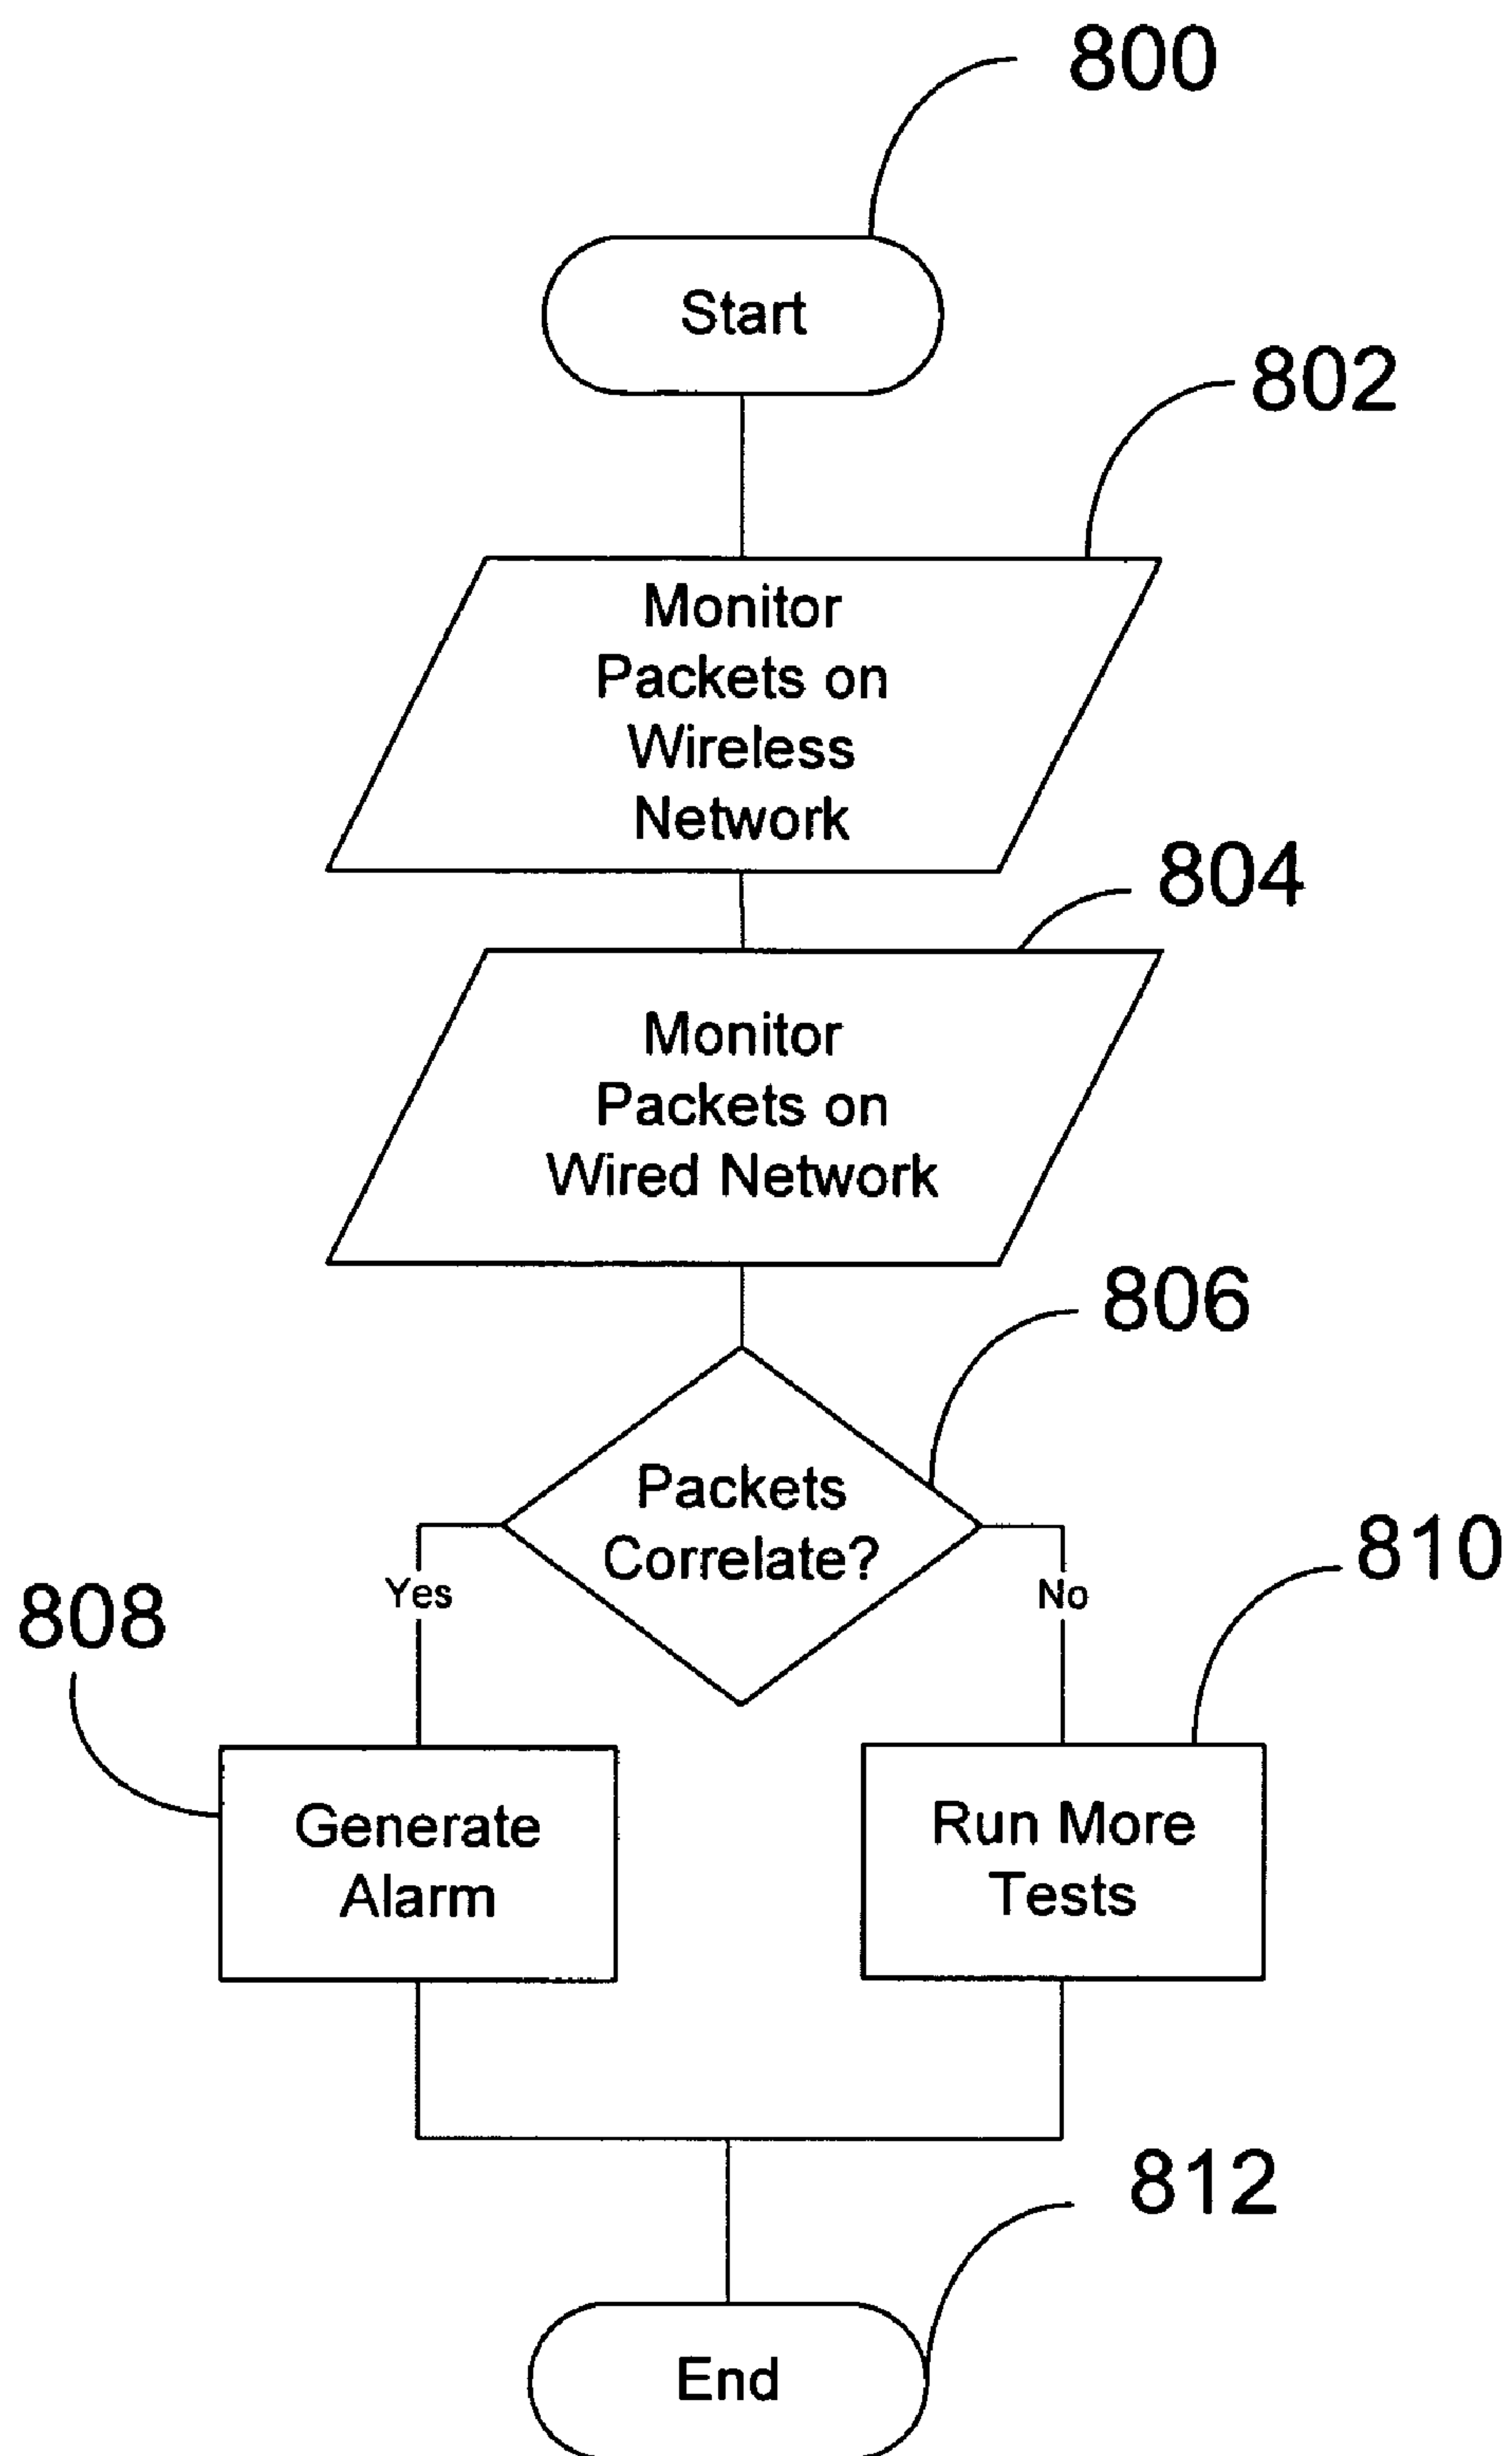 800
Start
802
Monitor
Packets on
Wireless
Network
804
Monitor
Packets on
Wired Network
806
Packets
Correlate?
810
Yes
No
808
Generate
Alarm
Run More
Tests
812
End